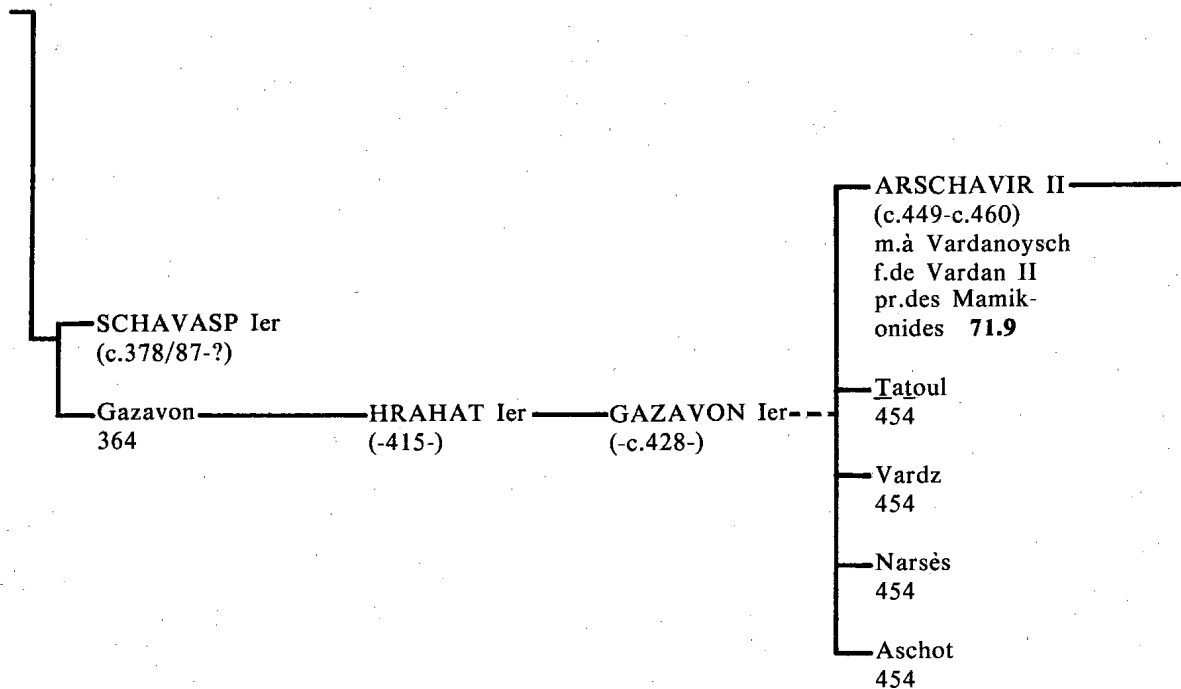 SCHAVASP Ier
(c.378/87-?)
Gazavon
364
HRAHAT Ier
(-415-)
GAZAVON Ier
(-c.428-)
ARSCHAVIR II
(c.449-c.460)
m.à Vardanoysch
f.de Vardan II
pr.des Mamik-
onides 71.9
Tatoul
454
Vardz
454
Narsès
454
Aschot
454